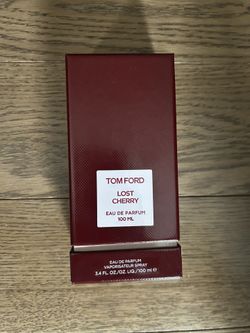 TOM FORD
LOST
CHERRY
EAU DE PARFUM
100 ML
EAU DE PARFUM
VAPORISATEUR SPRAY
3.4 FL. OZ./OZ. LIQ./100 ml ℮